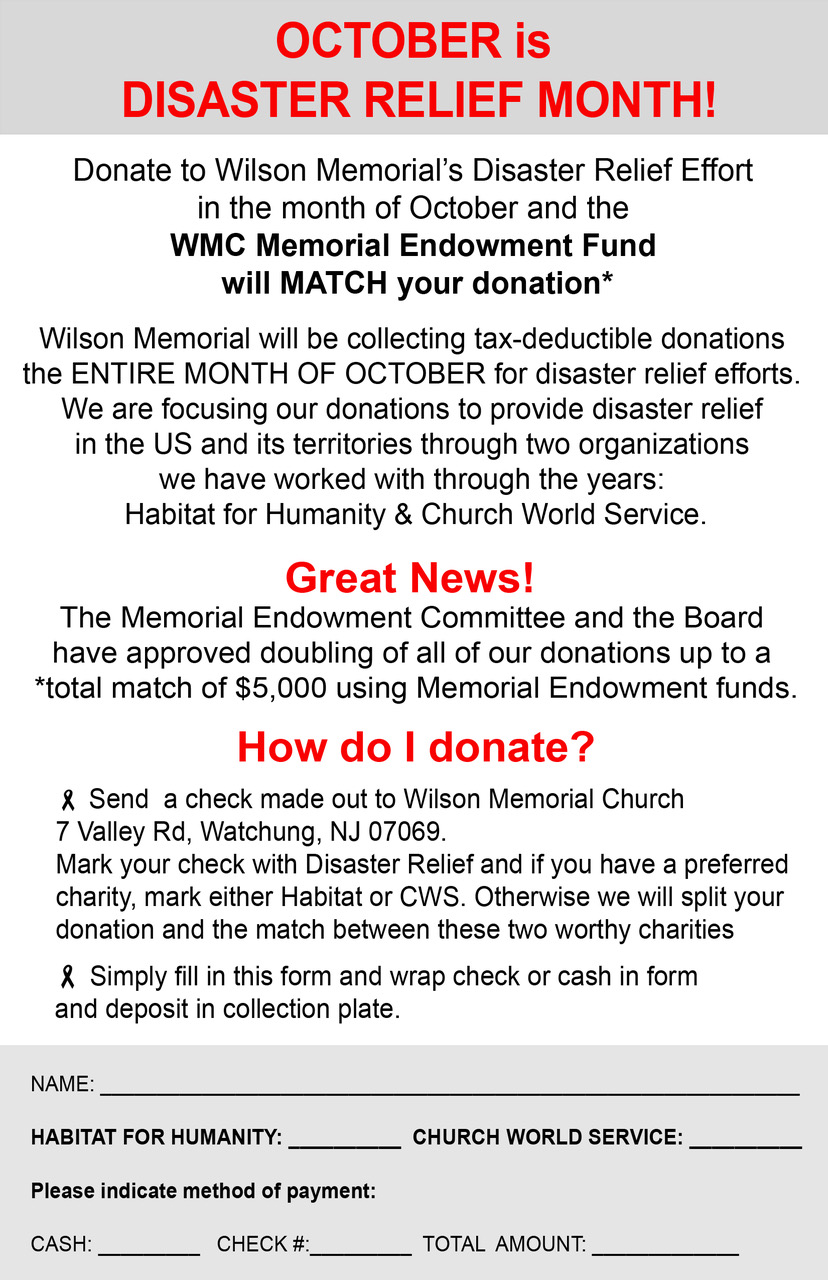 OCTOBER is
DISASTER RELIEF MONTH!
Donate to Wilson Memorial’s Disaster Relief Effort
in the month of October and the
WMC Memorial Endowment Fund
will MATCH your donation*
Wilson Memorial will be collecting tax-deductible donations
the ENTIRE MONTH OF OCTOBER for disaster relief efforts.
We are focusing our donations to provide disaster relief
in the US and its territories through two organizations
we have worked with through the years:
Habitat for Humanity & Church World Service.
Great News!
The Memorial Endowment Committee and the Board
have approved doubling of all of our donations up to a
*total match of $5,000 using Memorial Endowment funds.
How do I donate?
Send  a check made out to Wilson Memorial Church
7 Valley Rd, Watchung, NJ 07069.
Mark your check with Disaster Relief and if you have a preferred
charity, mark either Habitat or CWS. Otherwise we will split your
donation and the match between these two worthy charities
Simply fill in this form and wrap check or cash in form
and deposit in collection plate.
NAME: ____________________
HABITAT FOR HUMANITY: __________ CHURCH WORLD SERVICE: __________
Please indicate method of payment:
CASH: _________ CHECK #:_________ TOTAL  AMOUNT: _____________